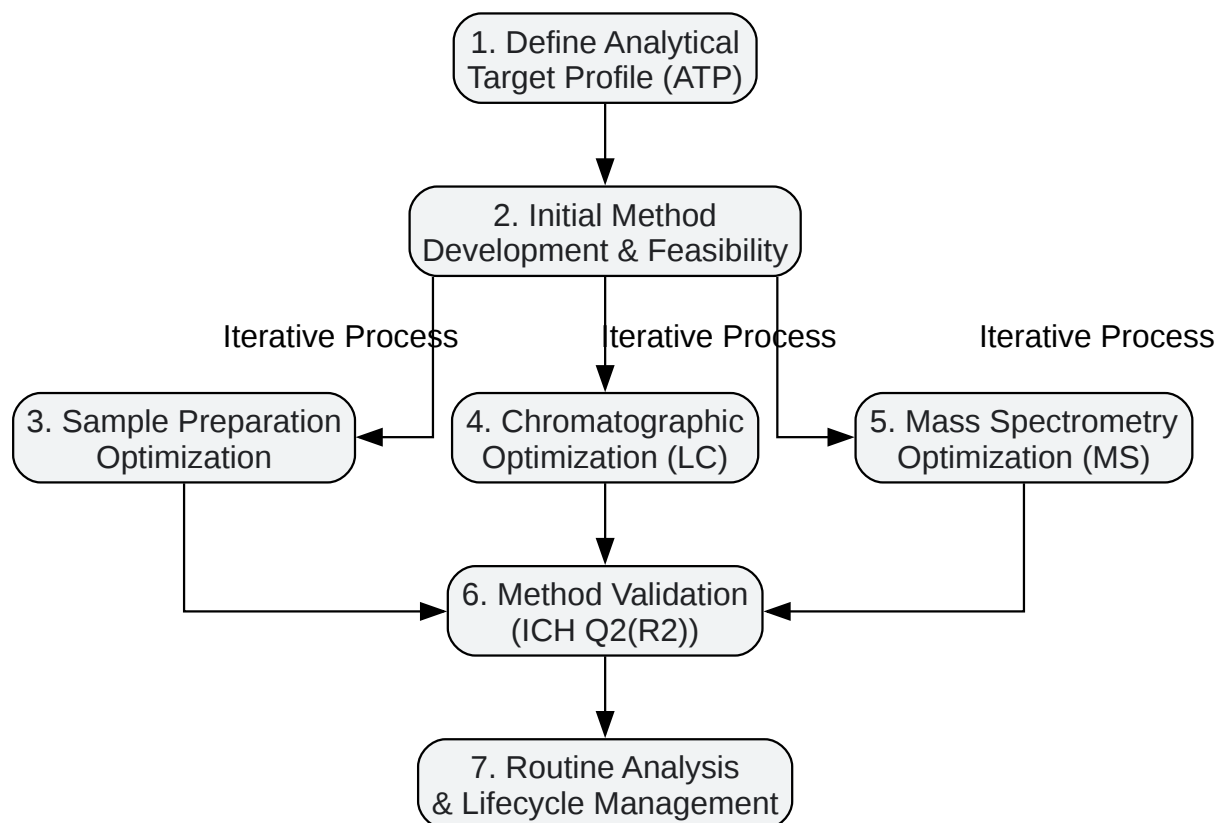 1. Define Analytical
Target Profile (ATP)
2. Initial Method
Development & Feasibility
Iterative Process
Iterative Process
Iterative Process
3. Sample Preparation
Optimization
4. Chromatographic
Optimization (LC)
5. Mass Spectrometry
Optimization (MS)
6. Method Validation
(ICH Q2(R2))
7. Routine Analysis
& Lifecycle Management